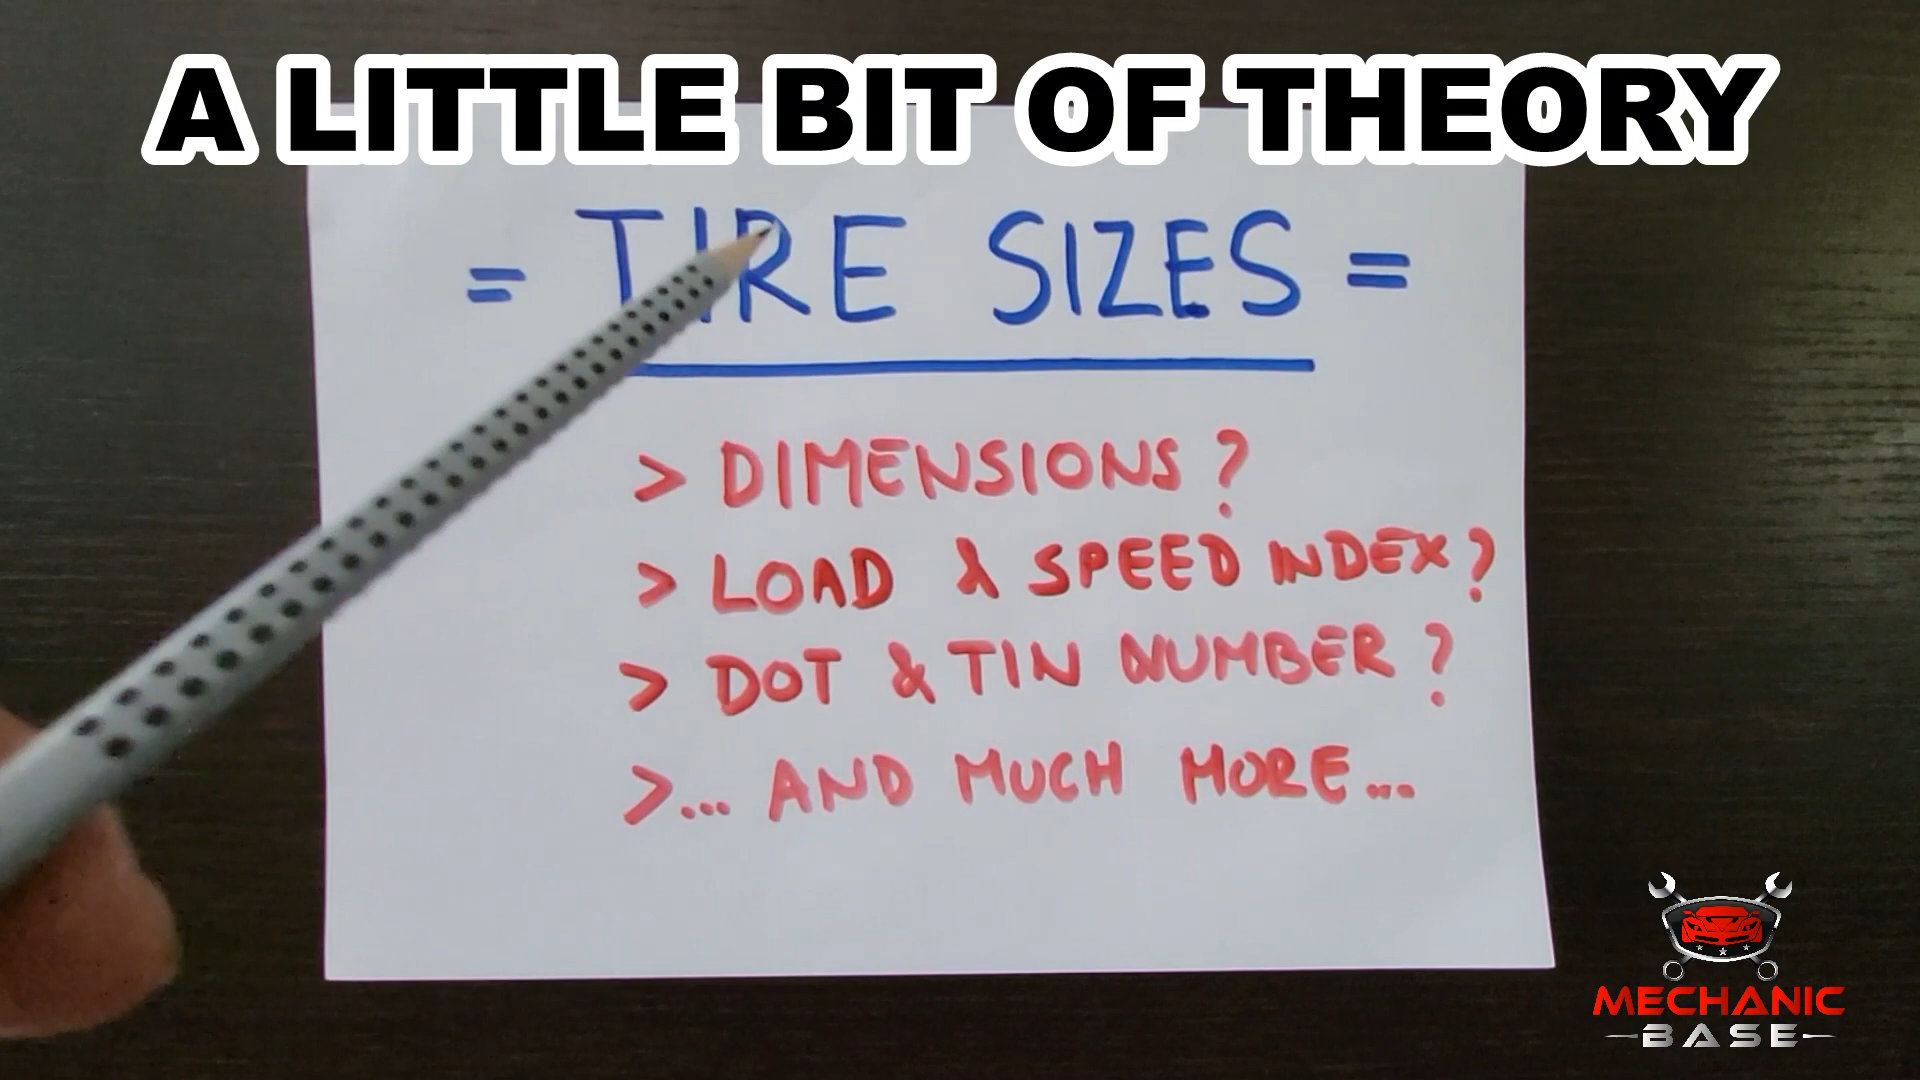 A LITTLE BIT OF THEORY
= TIRE SIZES =
> DIMENSIONS?
> LOAD & SPEED INDEX?
> DOT & TIN NUMBER?
>... AND MUCH MORE...
MECHANIC
BASE